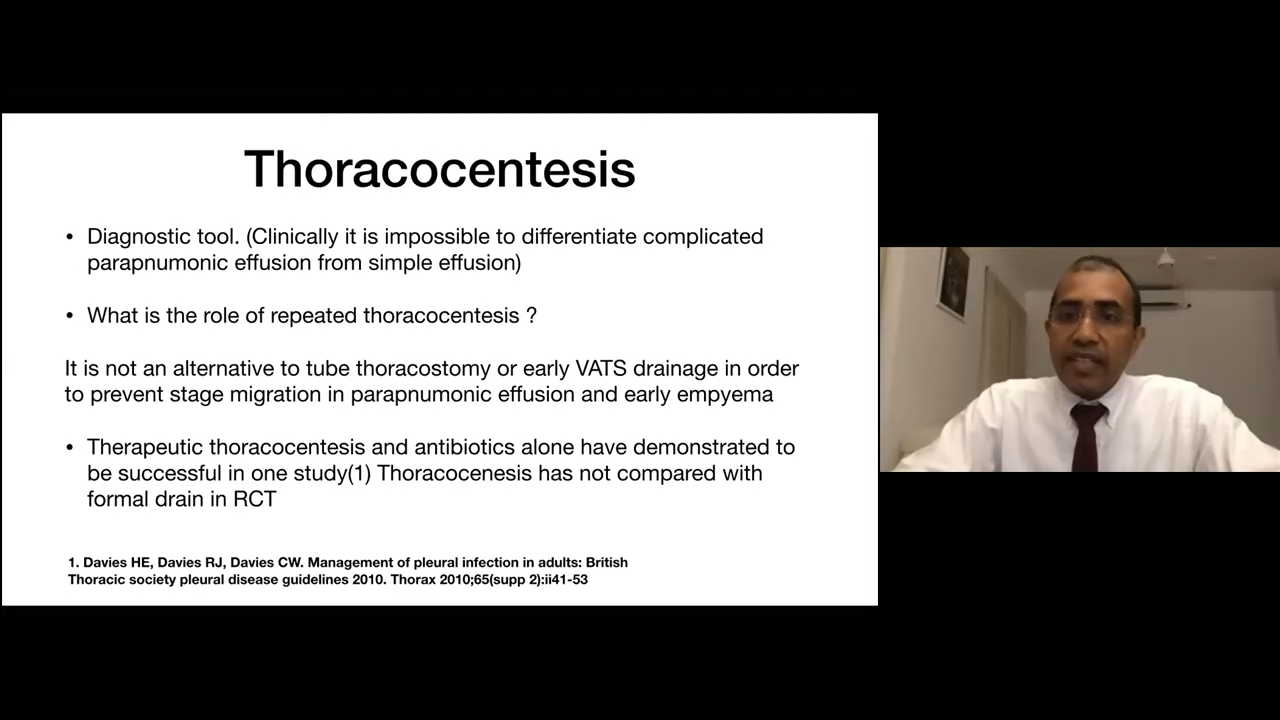 Thoracocentesis
• Diagnostic tool. (Clinically it is impossible to differentiate complicated
parapnumonic effusion from simple effusion)
• What is the role of repeated thoracocentesis ?
It is not an alternative to tube thoracostomy or early VATS drainage in order
to prevent stage migration in parapnumonic effusion and early empyema
• Therapeutic thoracocentesis and antibiotics alone have demonstrated to
be successful in one study(1) Thoracocenesis has not compared with
formal drain in RCT
1. Davies HE, Davies RJ, Davies CW. Management of pleural infection in adults: British
Thoracic society pleural disease guidelines 2010. Thorax 2010;65(supp 2):ii41-53